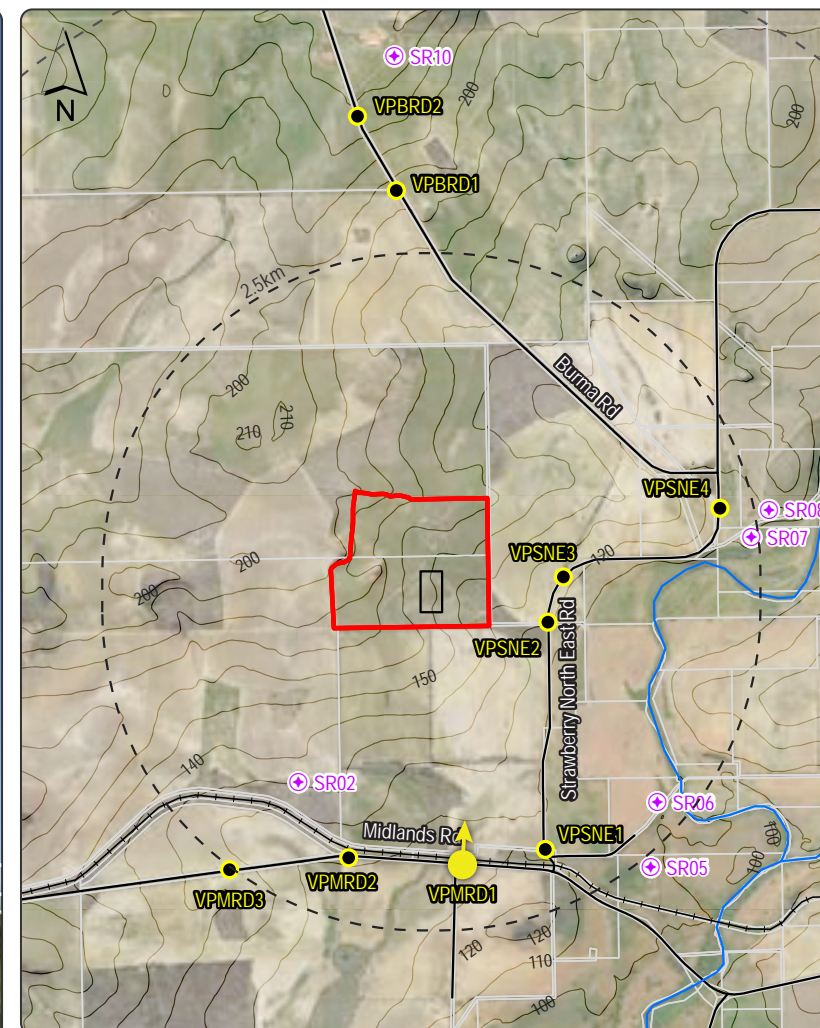 SR10
N
200
VPBRD2
200
VPBRD1
2.5km
Burma Rd
200
210
210
VPSNE4
SR08
SR07
VPSNE3
120
200
200
VPSNE2
Strawberry North East Rd
150
140
SR02
SR06
Midlands Rd
100
VPSNE1
100
SR05
VPMRD2
VPMRD3
VPMRD1
120
120
110
100